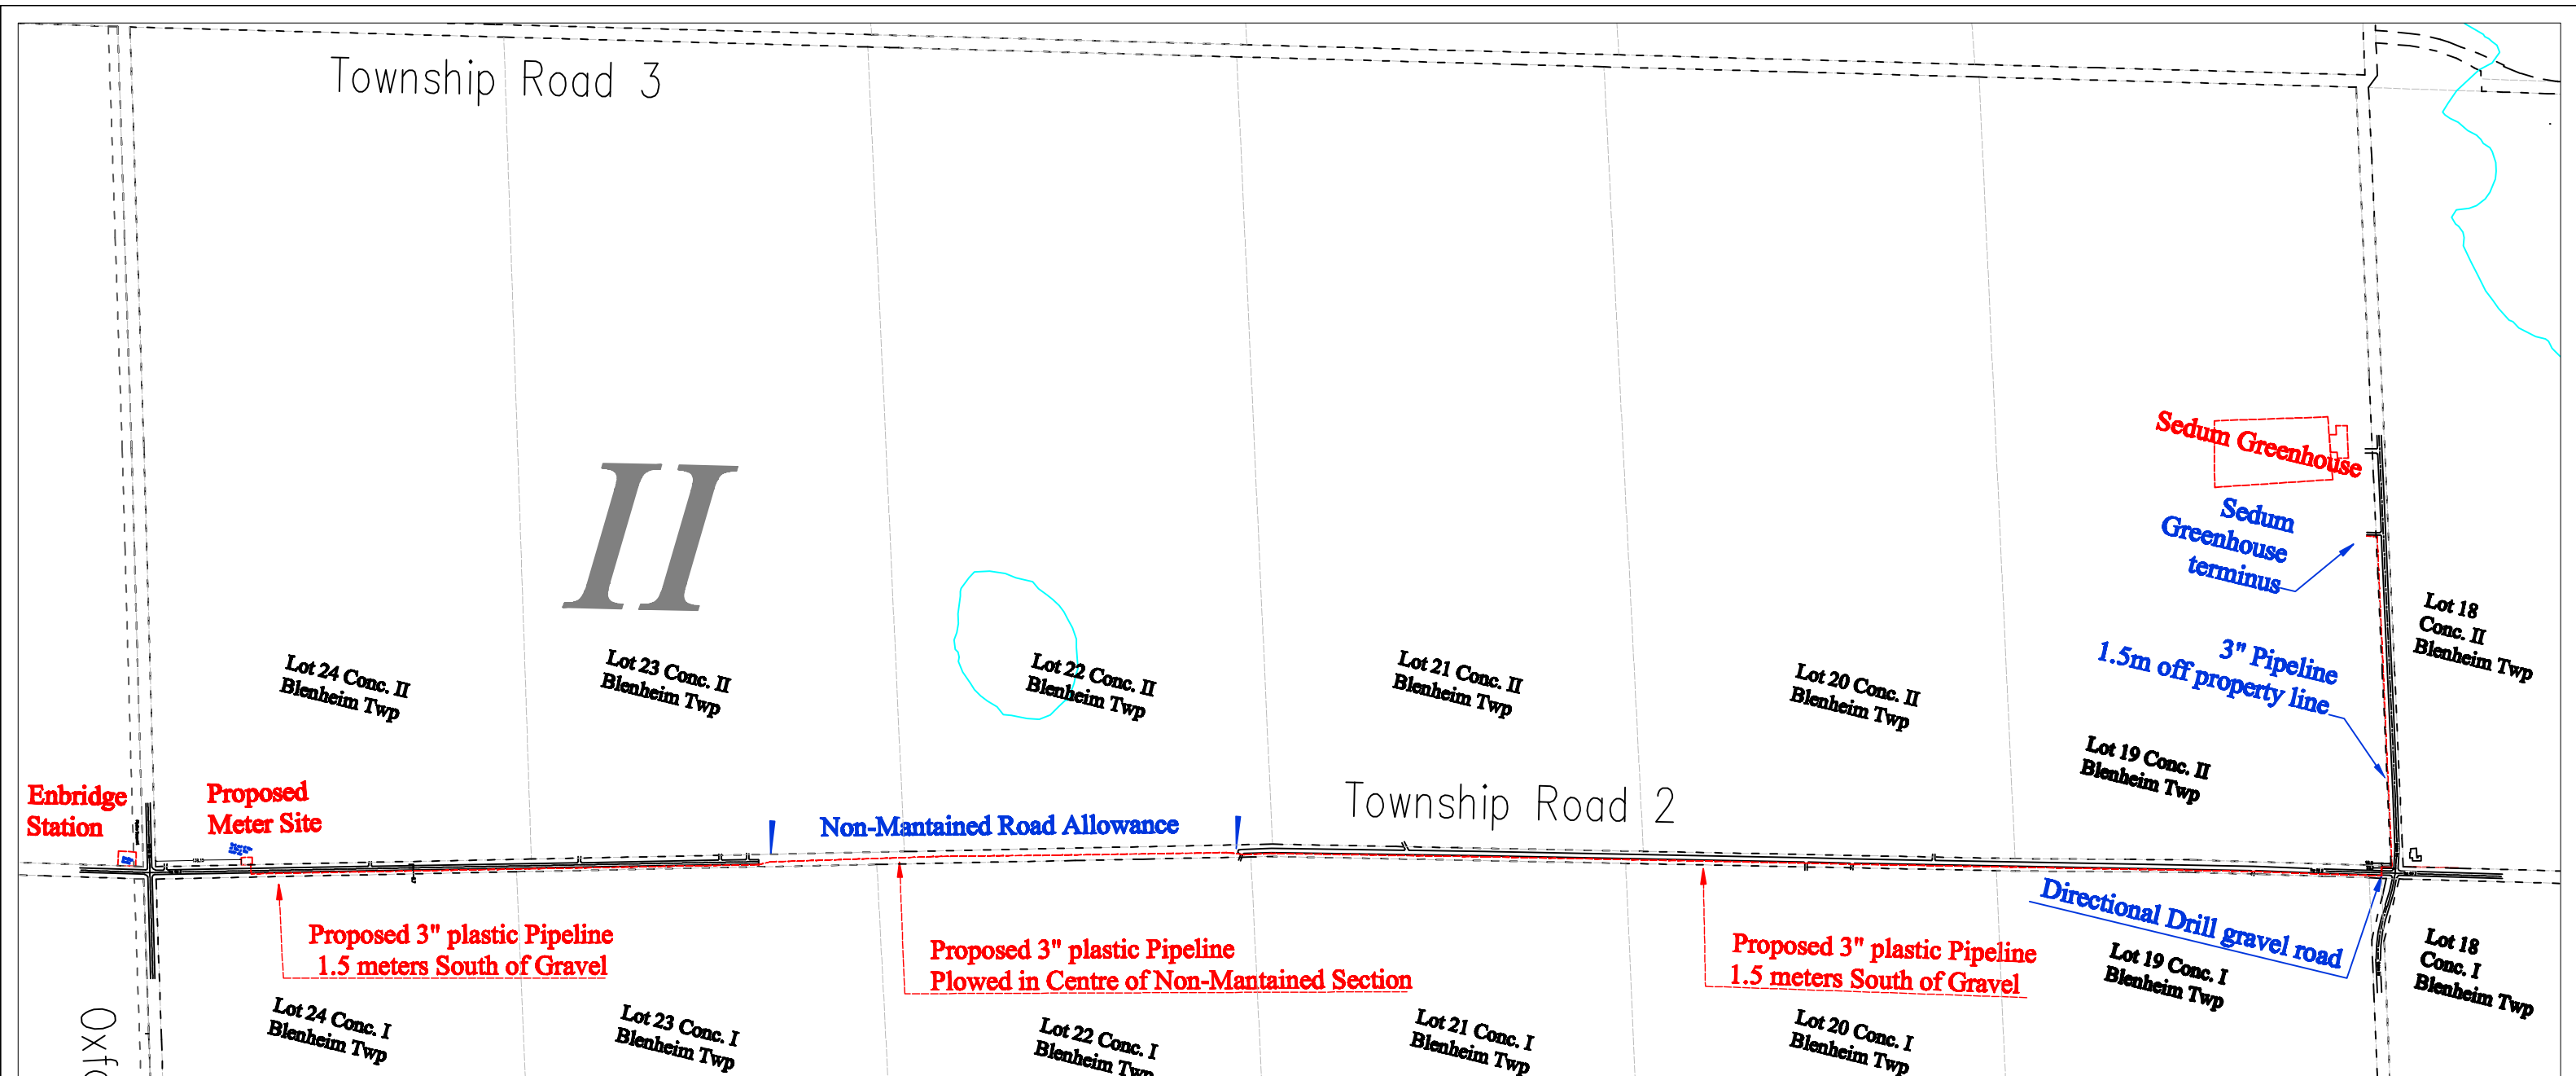 Township Road 3
II
Sedum Greenhouse
Sedum
Greenhouse
terminus
Lot 18
Conc. II
Blenheim Twp
3" Pipeline
1.5m off property line
Lot 24 Conc. II
Blenheim Twp
Lot 23 Conc. II
Blenheim Twp
Lot 22 Conc. II
Blenheim Twp
Lot 21 Conc. II
Blenheim Twp
Lot 20 Conc. II
Blenheim Twp
Lot 19 Conc. II
Blenheim Twp
Enbridge
Station
Proposed
Meter Site
Non-Mantained Road Allowance
Township Road 2
Directional Drill gravel road
Proposed 3" plastic Pipeline
1.5 meters South of Gravel
Proposed 3" plastic Pipeline
Plowed in Centre of Non-Mantained Section
Proposed 3" plastic Pipeline
1.5 meters South of Gravel
Lot 19 Conc. I
Blenheim Twp
Lot 18
Conc. I
Blenheim Twp
Lot 24 Conc. I
Blenheim Twp
Lot 23 Conc. I
Blenheim Twp
Lot 22 Conc. I
Blenheim Twp
Lot 21 Conc. I
Blenheim Twp
Lot 20 Conc. I
Blenheim Twp